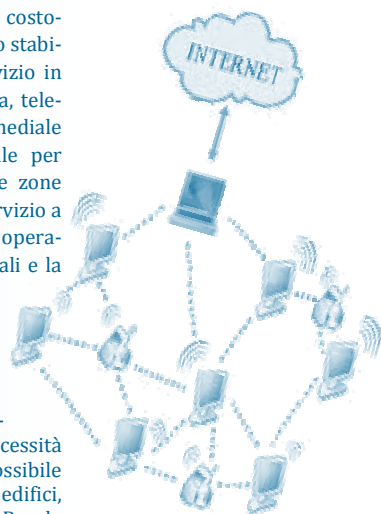 costo-
o stabi-
vizio in
a, tele-
mediale
le per
e zone
rvizio a
opera-
ali e la
-
cessità
ossibile
edifici,
INTERNET